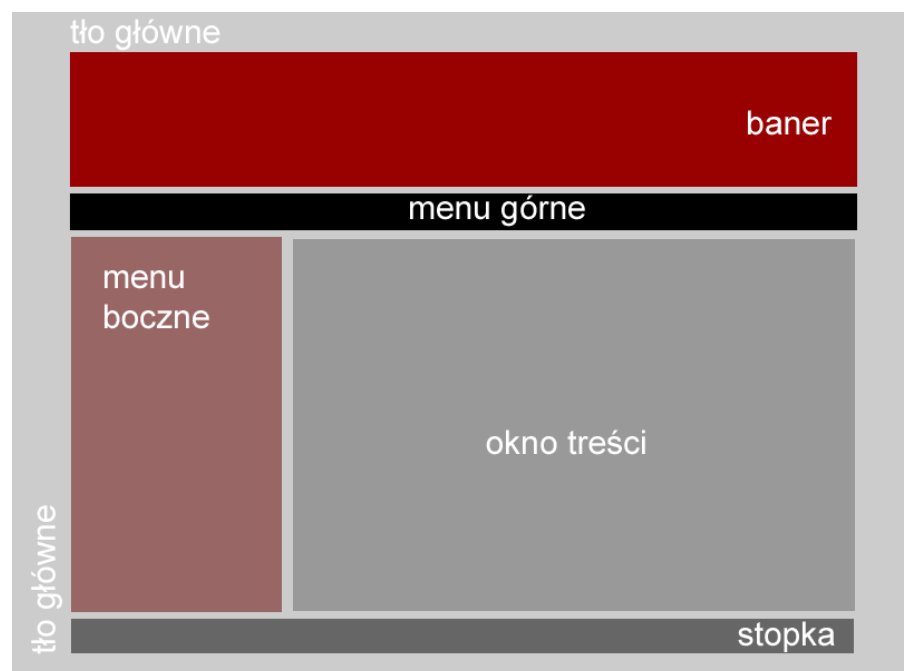 tło główne
baner
menu górne
menu
boczne
okno treści
tło główne
stopka